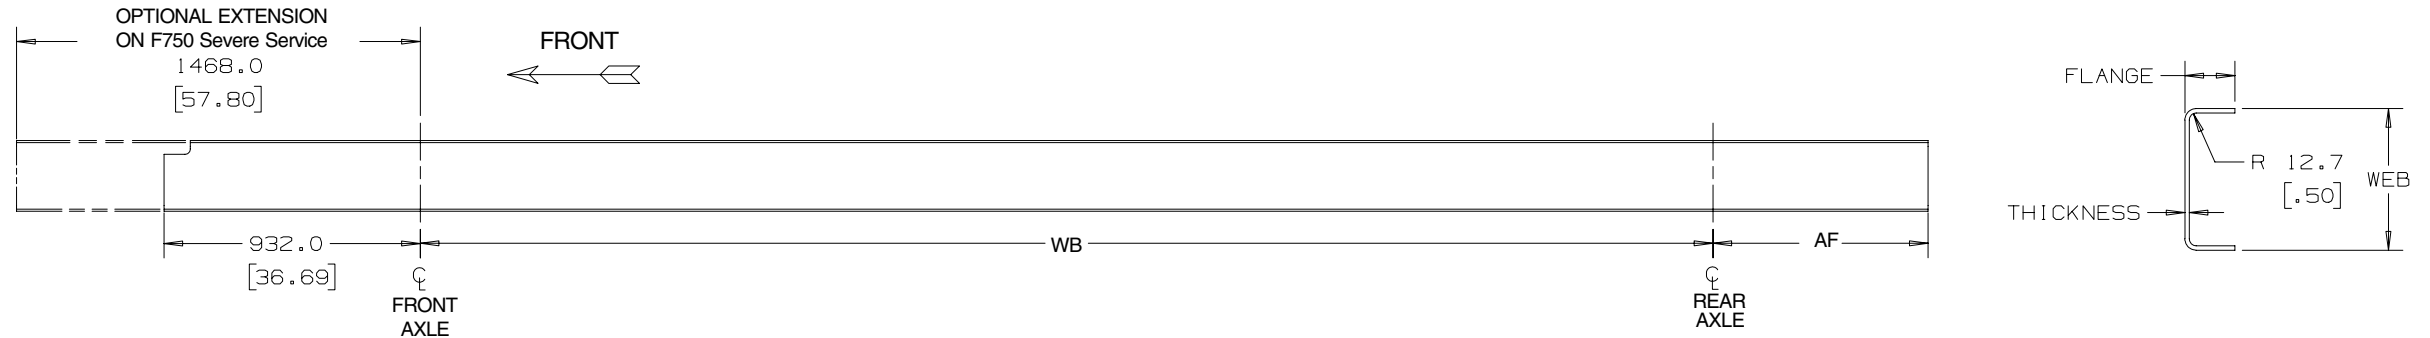 OPTIONAL EXTENSION
ON F750 Severe Service
1468.0
[57.80]
FRONT
932.0
[36.69]
℄
FRONT
AXLE
WB
℄
REAR
AXLE
AF
FLANGE
R 12.7
[.50]
WEB
THICKNESS